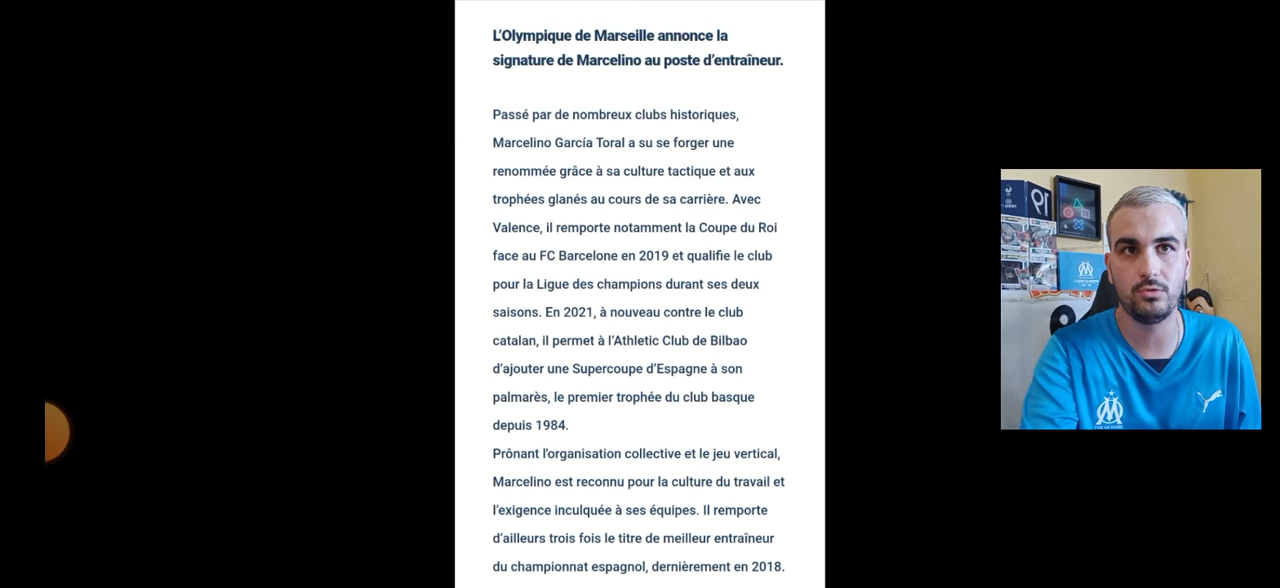 L'Olympique de Marseille annonce la
signature de Marcelino au poste d'entraîneur.
Passé par de nombreux clubs historiques,
Marcelino García Toral a su se forger une
renommée grâce à sa culture tactique et aux
trophées glanés au cours de sa carrière. Avec
Valence, il remporte notamment la Coupe du Roi
face au FC Barcelone en 2019 et qualifie le club
pour la Ligue des champions durant ses deux
saisons. En 2021, à nouveau contre le club
catalan, il permet à l'Athletic Club de Bilbao
d'ajouter une Supercoupe d'Espagne à son
palmarès, le premier trophée du club basque
depuis 1984.
Prônant l'organisation collective et le jeu vertical,
Marcelino est reconnu pour la culture du travail et
l'exigence inculquée à ses équipes. Il remporte
d'ailleurs trois fois le titre de meilleur entraîneur
du championnat espagnol, dernièrement en 2018.